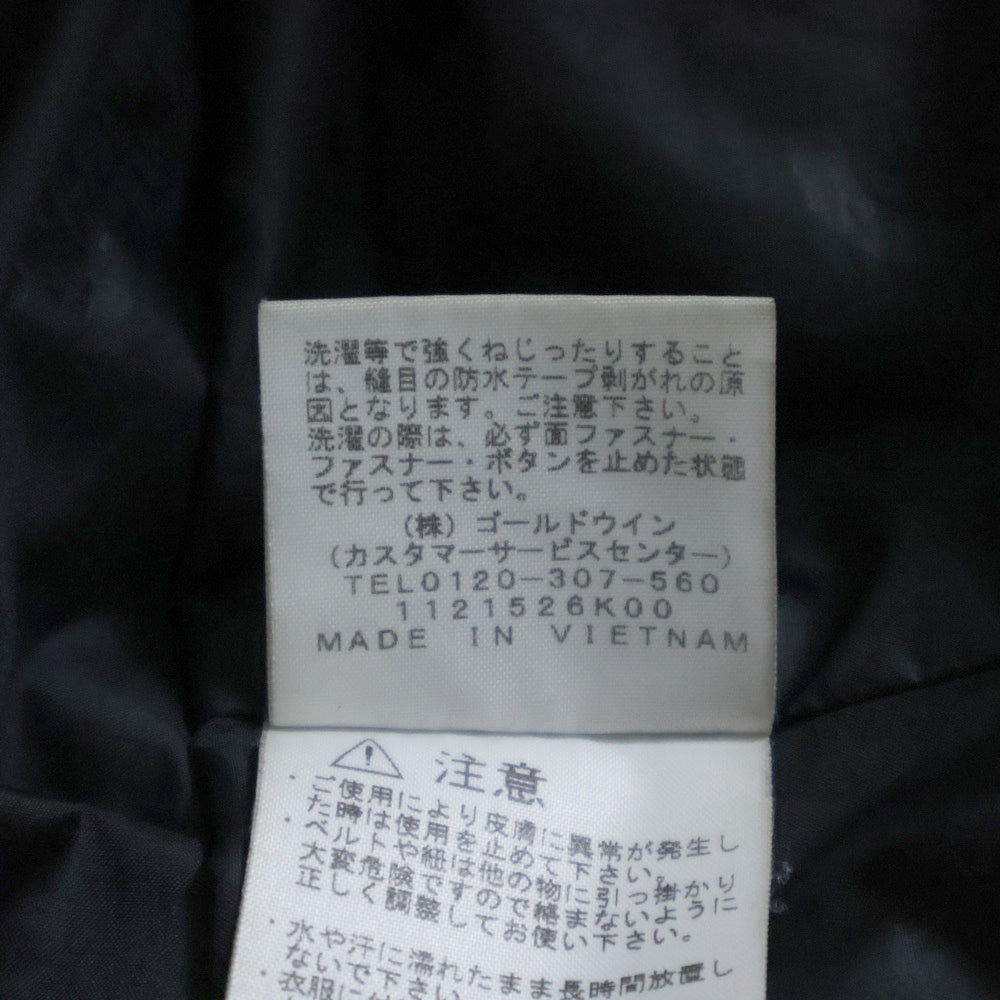 洗濯等で強くねじったりすること
は、縫目の防水テープ剥がれの原
因となります。ご注意下さい。
洗濯の際は、必ず面ファスナー・
ファスナー・ボタンを止めた状態
で行って下さい。
(株) ゴールドウイン
(カスタマーサービスセンター)
TEL0120-307-560
1121526K00
MADE IN VIETNAM
注意
・ご使用により皮膚に異常が発生し
た時は使用を止めて下さい。
・ベルトや紐は他の物に引っ掛かり
大変危険ですので絡まないように
正しく調整してお使い下さい。
・水や汗に濡れたまま長時間放置し
ないで下さい
・衣服に